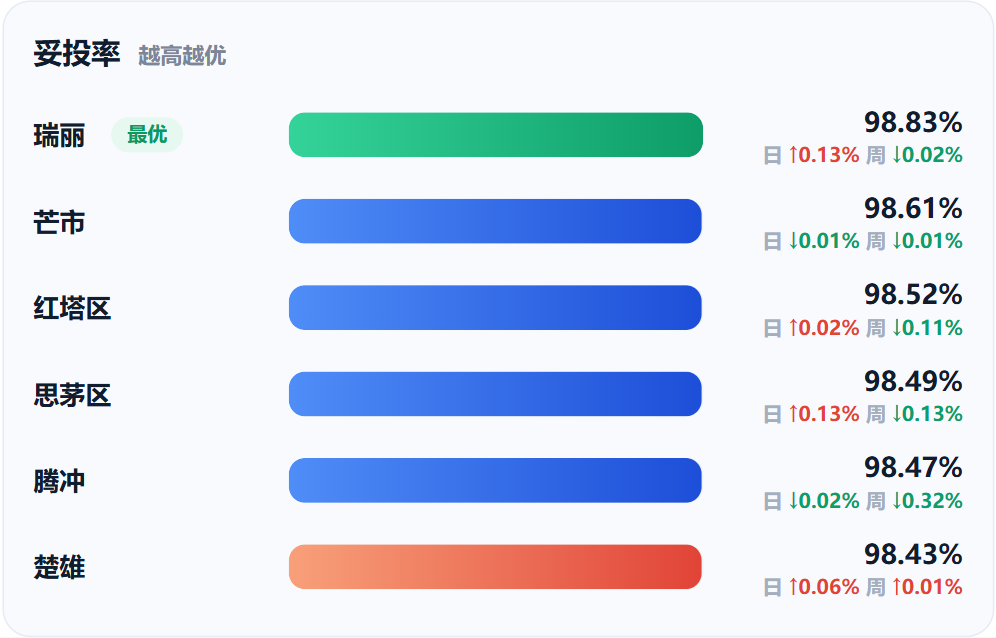 妥投率 越高越优
瑞丽 最优 98.83%
日 ↑0.13% 周 ↓0.02%
芒市 98.61%
日 ↓0.01% 周 ↓0.01%
红塔区 98.52%
日 ↑0.02% 周 ↓0.11%
思茅区 98.49%
日 ↑0.13% 周 ↓0.13%
腾冲 98.47%
日 ↓0.02% 周 ↓0.32%
楚雄 98.43%
日 ↑0.06% 周 ↑0.01%